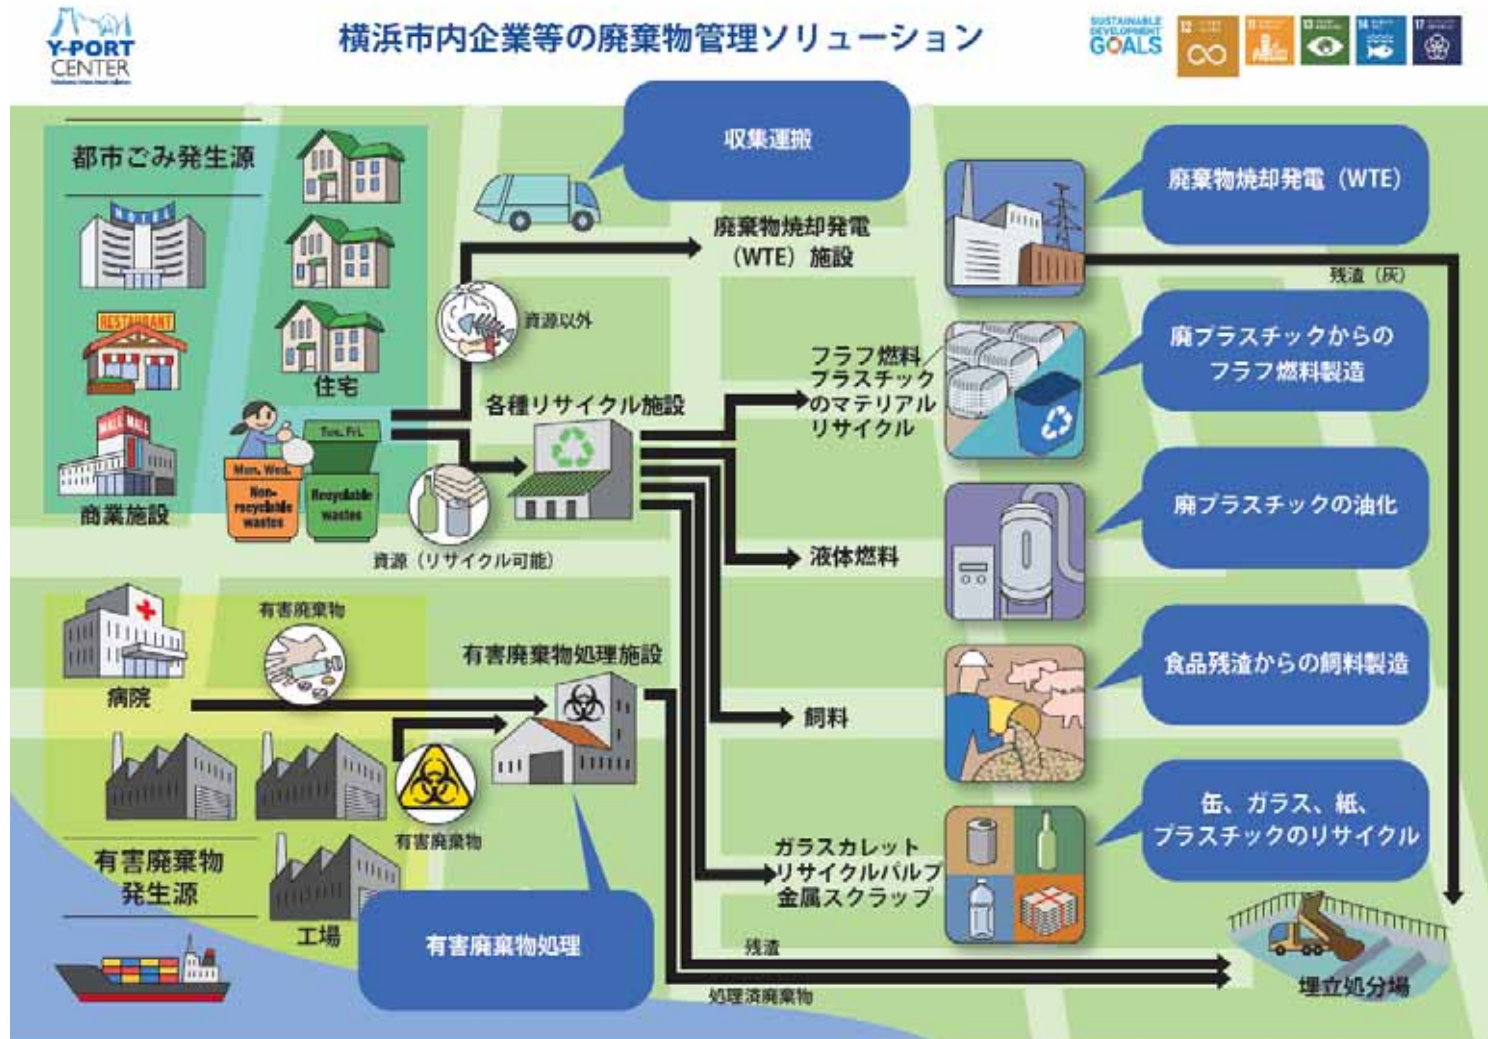 Y-PORT
CENTER
横浜市内企業等の廃棄物管理ソリューション
SUSTAINABLE
DEVELOPMENT
GOALS
12
11
13
14
17
都市ごみ発生源
HOTEL
RESTAURANT
MALL MALL
商業施設
住宅
Mon. Wed.
Non-
recyclable
wastes
Tue. Fri.
Recyclable
wastes
収集運搬
廃棄物焼却発電
（WTE）施設
資源以外
各種リサイクル施設
資源（リサイクル可能）
フラフ燃料
プラスチック
のマテリアル
リサイクル
液体燃料
飼料
ガラスカレット
リサイクルパルプ
金属スクラップ
廃棄物焼却発電（WTE）
残渣（灰）
廃プラスチックからの
フラフ燃料製造
廃プラスチックの油化
食品残渣からの飼料製造
缶、ガラス、紙、
プラスチックのリサイクル
病院
有害廃棄物
有害廃棄物処理施設
有害廃棄物
有害廃棄物
発生源
工場
有害廃棄物処理
残渣
処理済廃棄物
埋立処分場